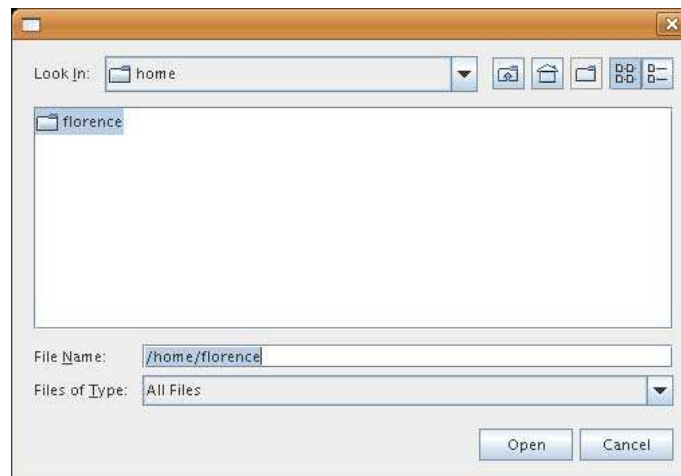 Look In: home
florence
File Name: /home/florence
Files of Type: All Files
Open Cancel